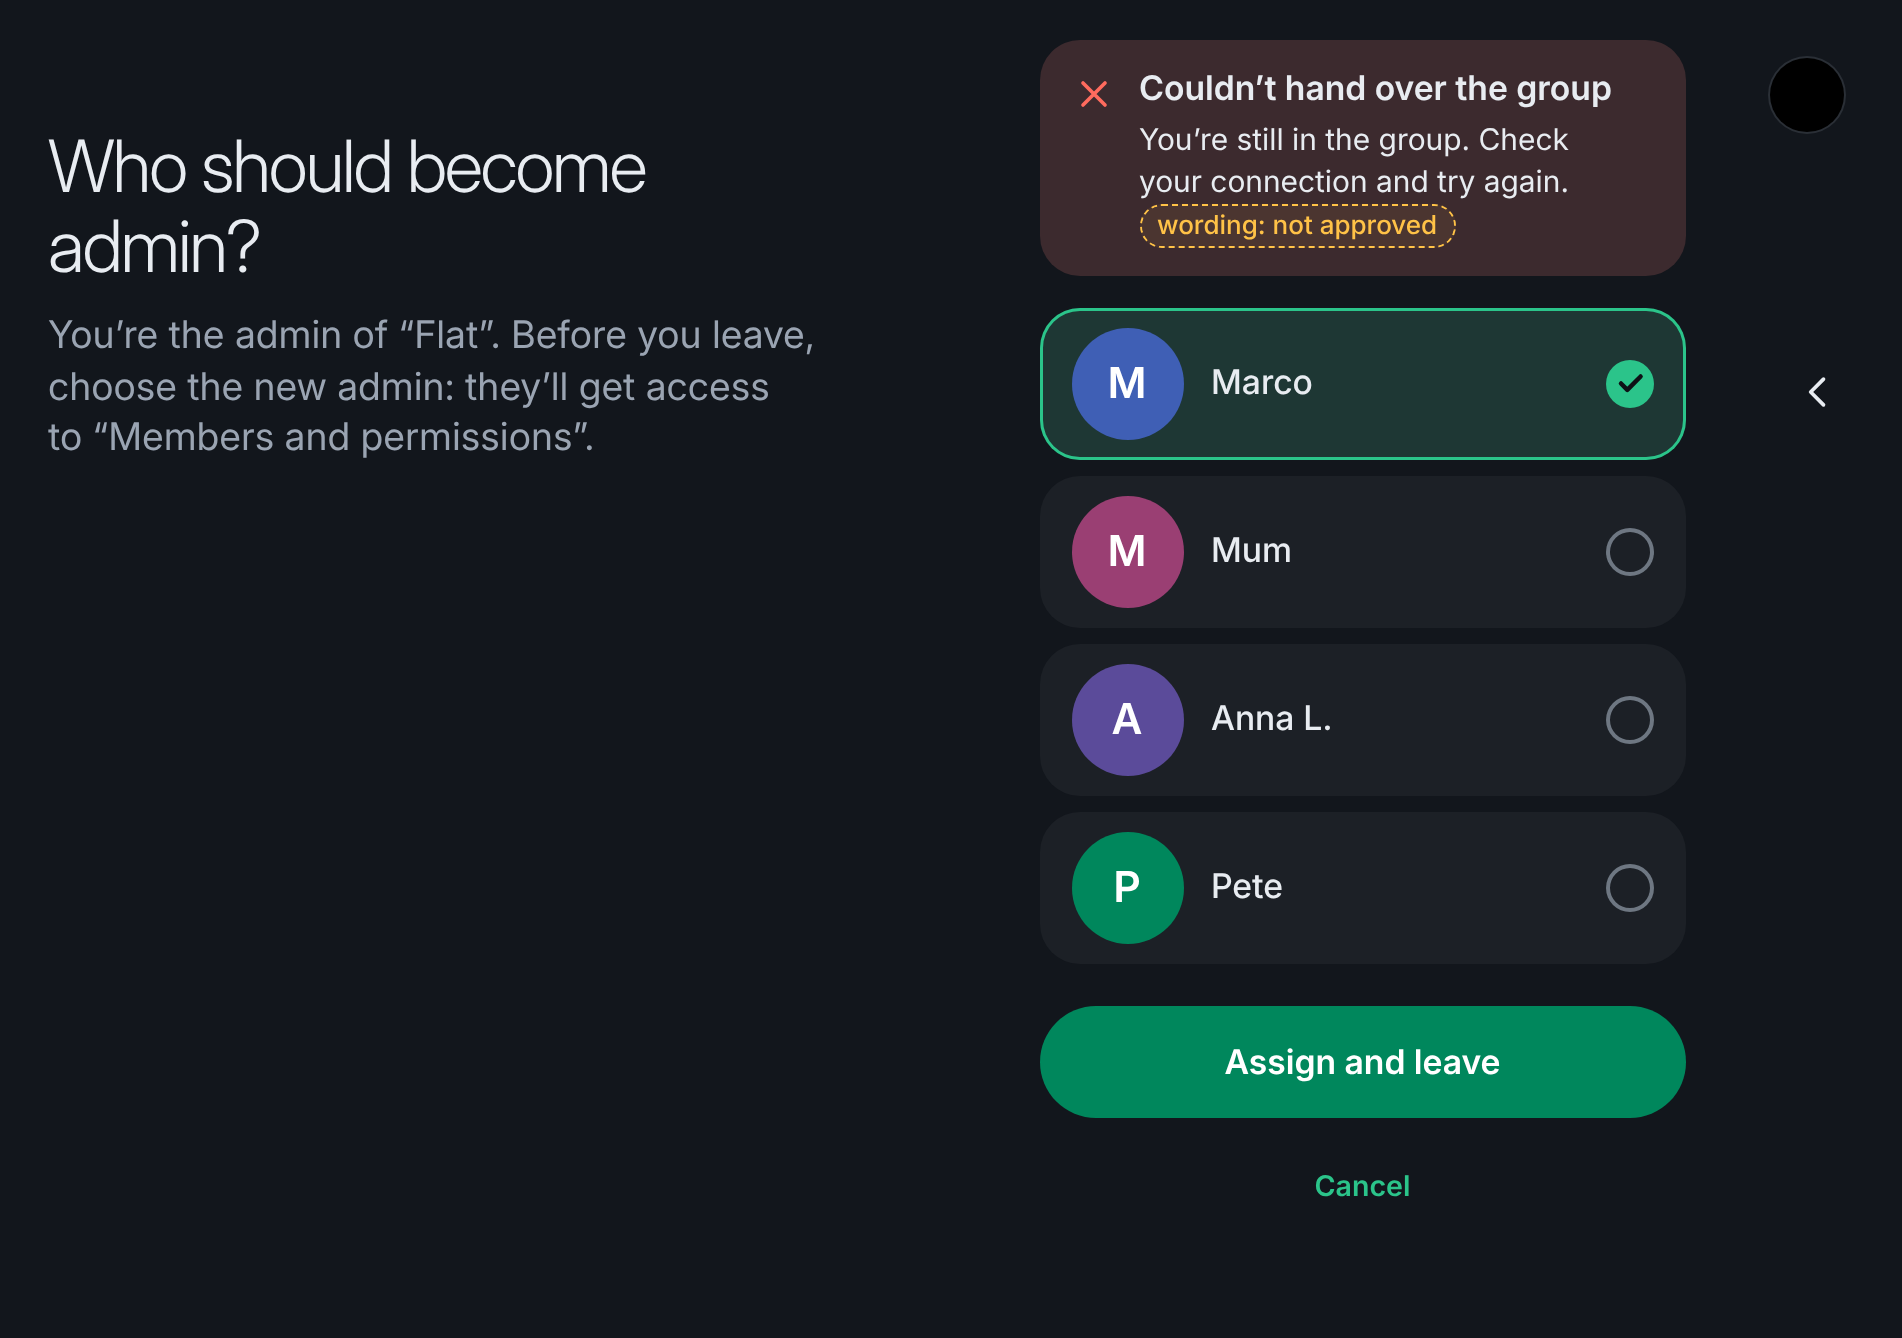 Who should become
admin?
You’re the admin of “Flat”. Before you leave,
choose the new admin: they’ll get access
to “Members and permissions”.
Couldn’t hand over the group
You’re still in the group. Check
your connection and try again.
wording: not approved
M
Marco
M
Mum
A
Anna L.
P
Pete
Assign and leave
Cancel